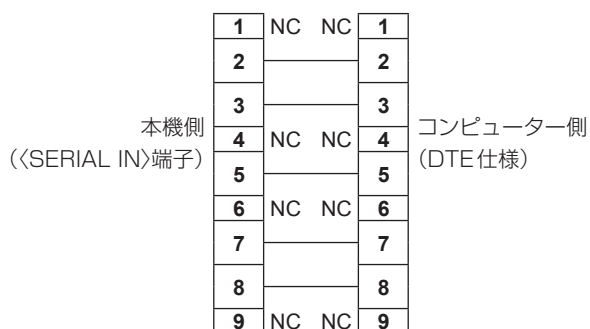 1 NC NC 1
2 2
3 3
本機側
(〈SERIAL IN〉端子)
4 NC NC 4
コンピューター側
(DTE仕様)
5 5
6 NC NC 6
7 7
8 8
9 NC NC 9